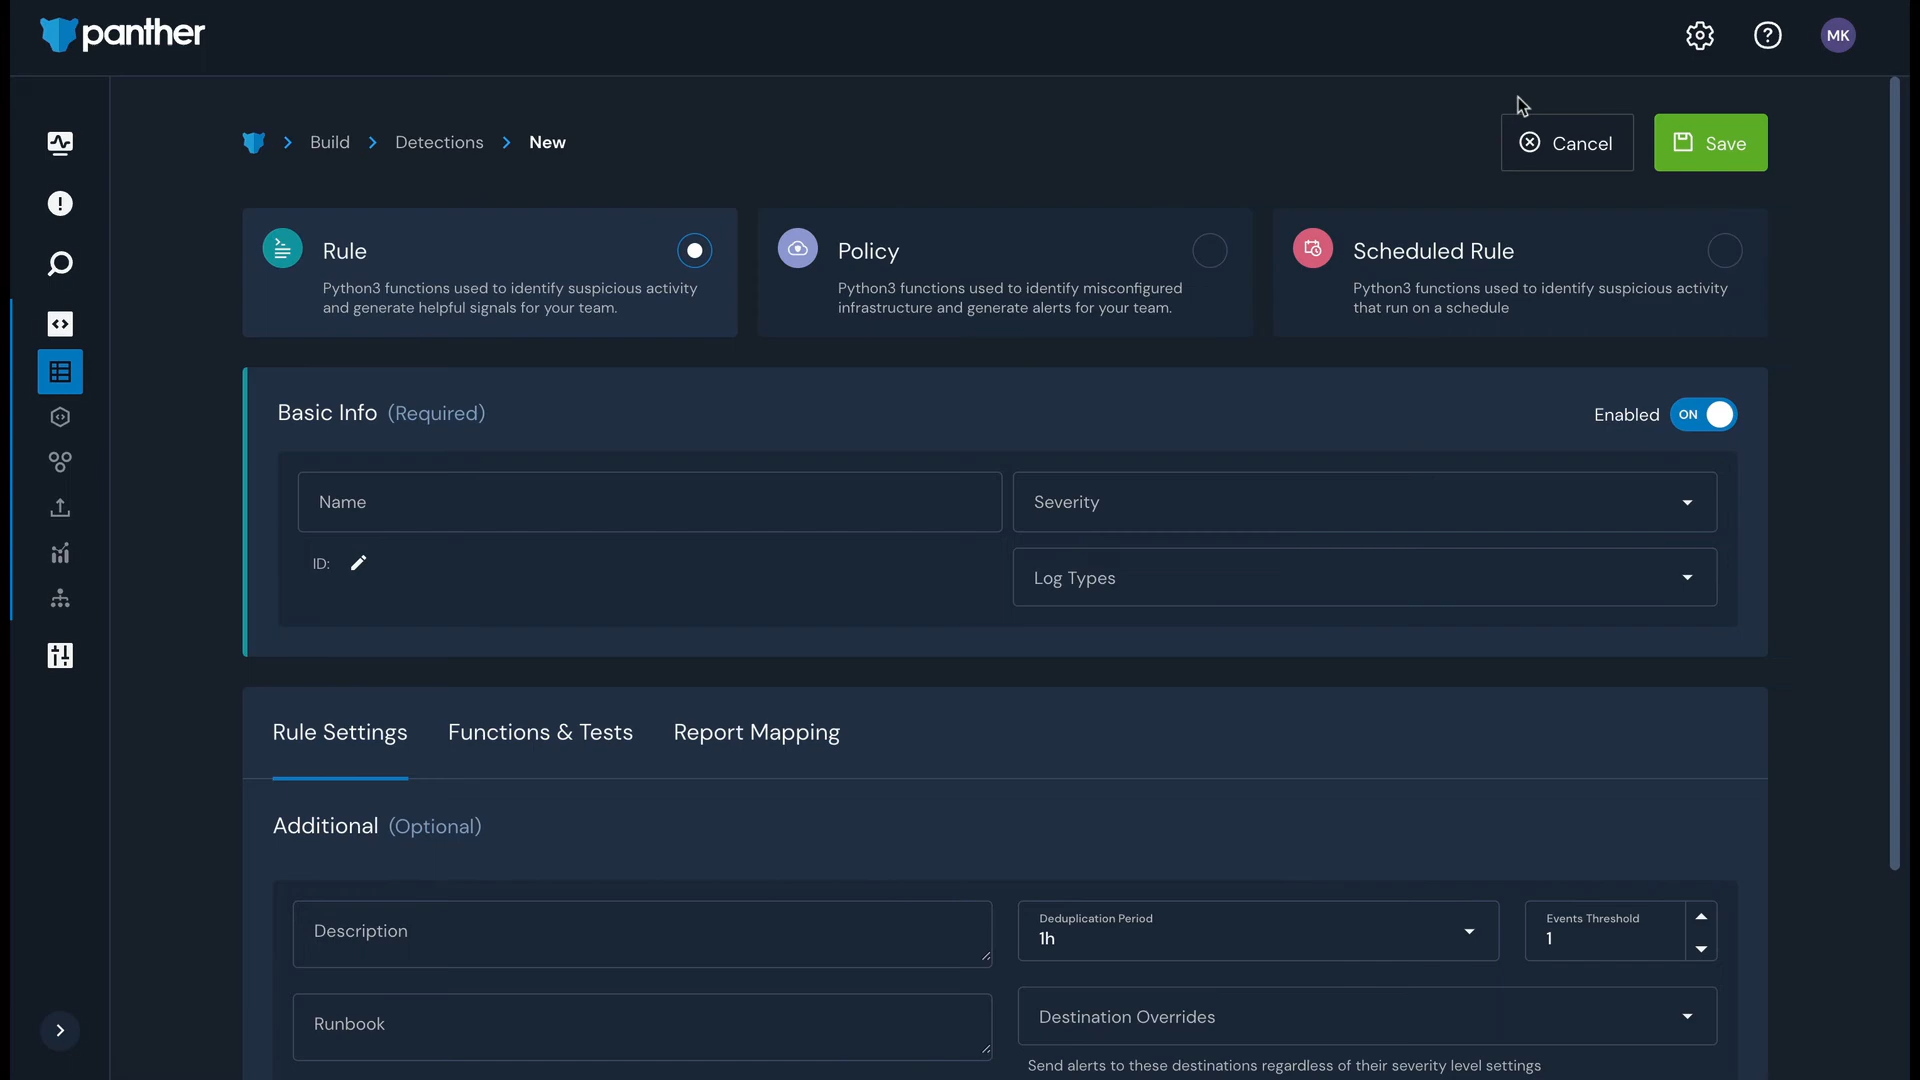 panther
MK
Build
Detections
New
Cancel
Save
Rule
Python3 functions used to identify suspicious activity
and generate helpful signals for your team.
Policy
Python3 functions used to identify misconfigured
infrastructure and generate alerts for your team.
Scheduled Rule
Python3 functions used to identify suspicious activity
that run on a schedule
Basic Info (Required)
Enabled
ON
Name
Severity
ID:
Log Types
Rule Settings
Functions & Tests
Report Mapping
Additional (Optional)
Description
Deduplication Period
1h
Events Threshold
1
Runbook
Destination Overrides
Send alerts to these destinations regardless of their severity level settings